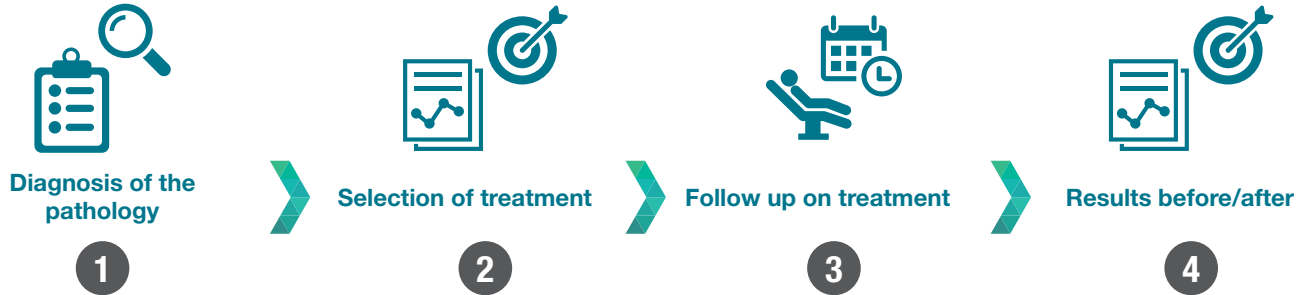 Diagnosis of the
pathology
1
Selection of treatment
2
Follow up on treatment
3
Results before/after
4